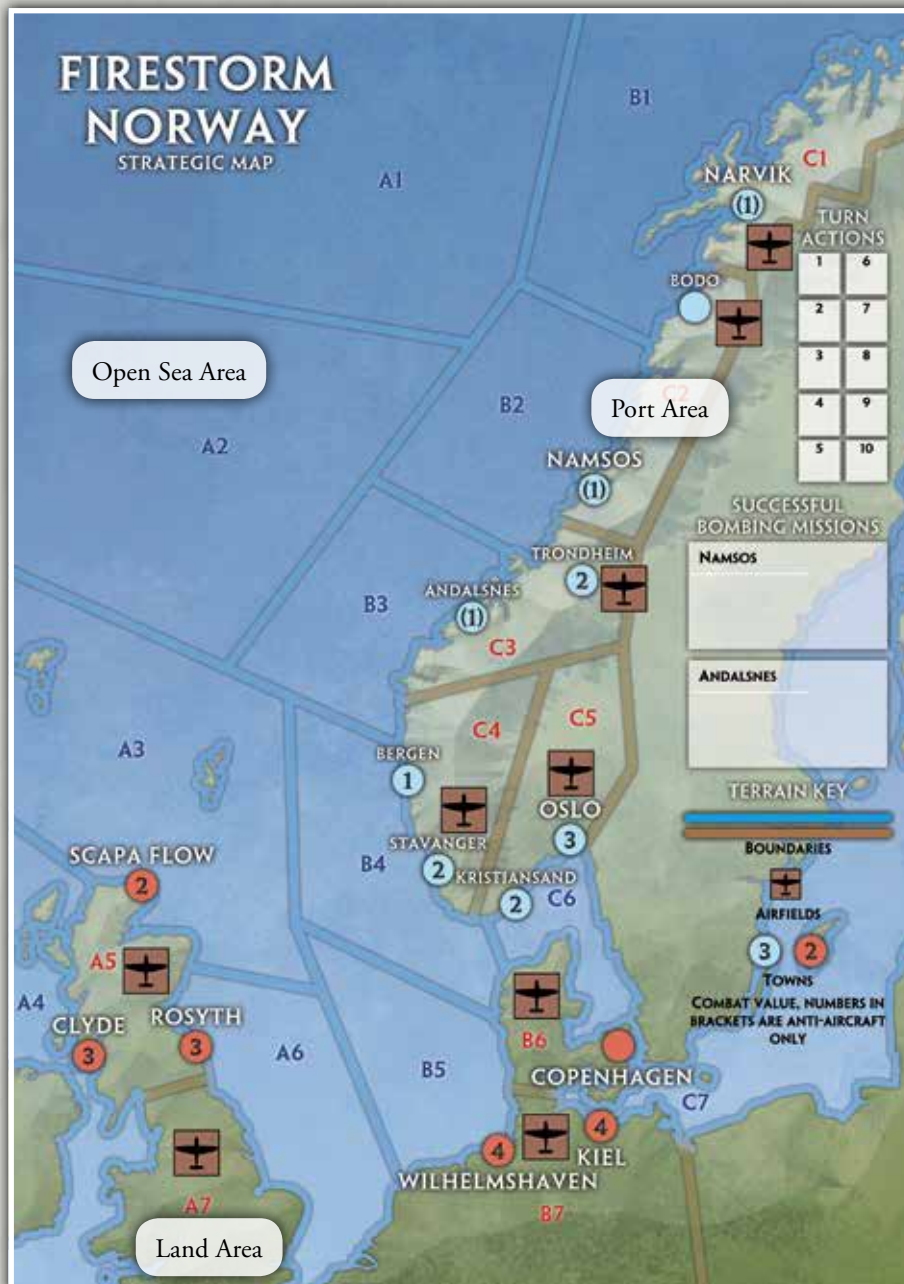 FIRESTORM
NORWAY
STRATEGIC MAP
B1
C1
A1
NARVIK
(1)
TURN
ACTIONS
1 6
2 7
3 8
4 9
5 10
BODO
Open Sea Area
B2
C2
Port Area
A2
NAMSOS
(1)
SUCCESSFUL
BOMBING MISSIONS
NAMSOS
TRONDHEIM
2
ANDALSÑES
(1)
B3
C3
ANDALSNES
C4
C5
A3
BERGEN
1
TERRAIN KEY
BOUNDARIES
OSLO
3
STAVANGER
2
KRISTIANSAND
2
B4
C6
SCAPA FLOW
2
AIRFIELDS
3 2
TOWNS
COMBAT VALUE, NUMBERS IN
BRACKETS ARE ANTI-AIRCRAFT
ONLY
A5
A4
CLYDE
3
ROSYTH
3
A6
B5
B6
COPENHAGEN
C7
4
KIEL
4
WILHELMSHAVEN
A7
B7
Land Area